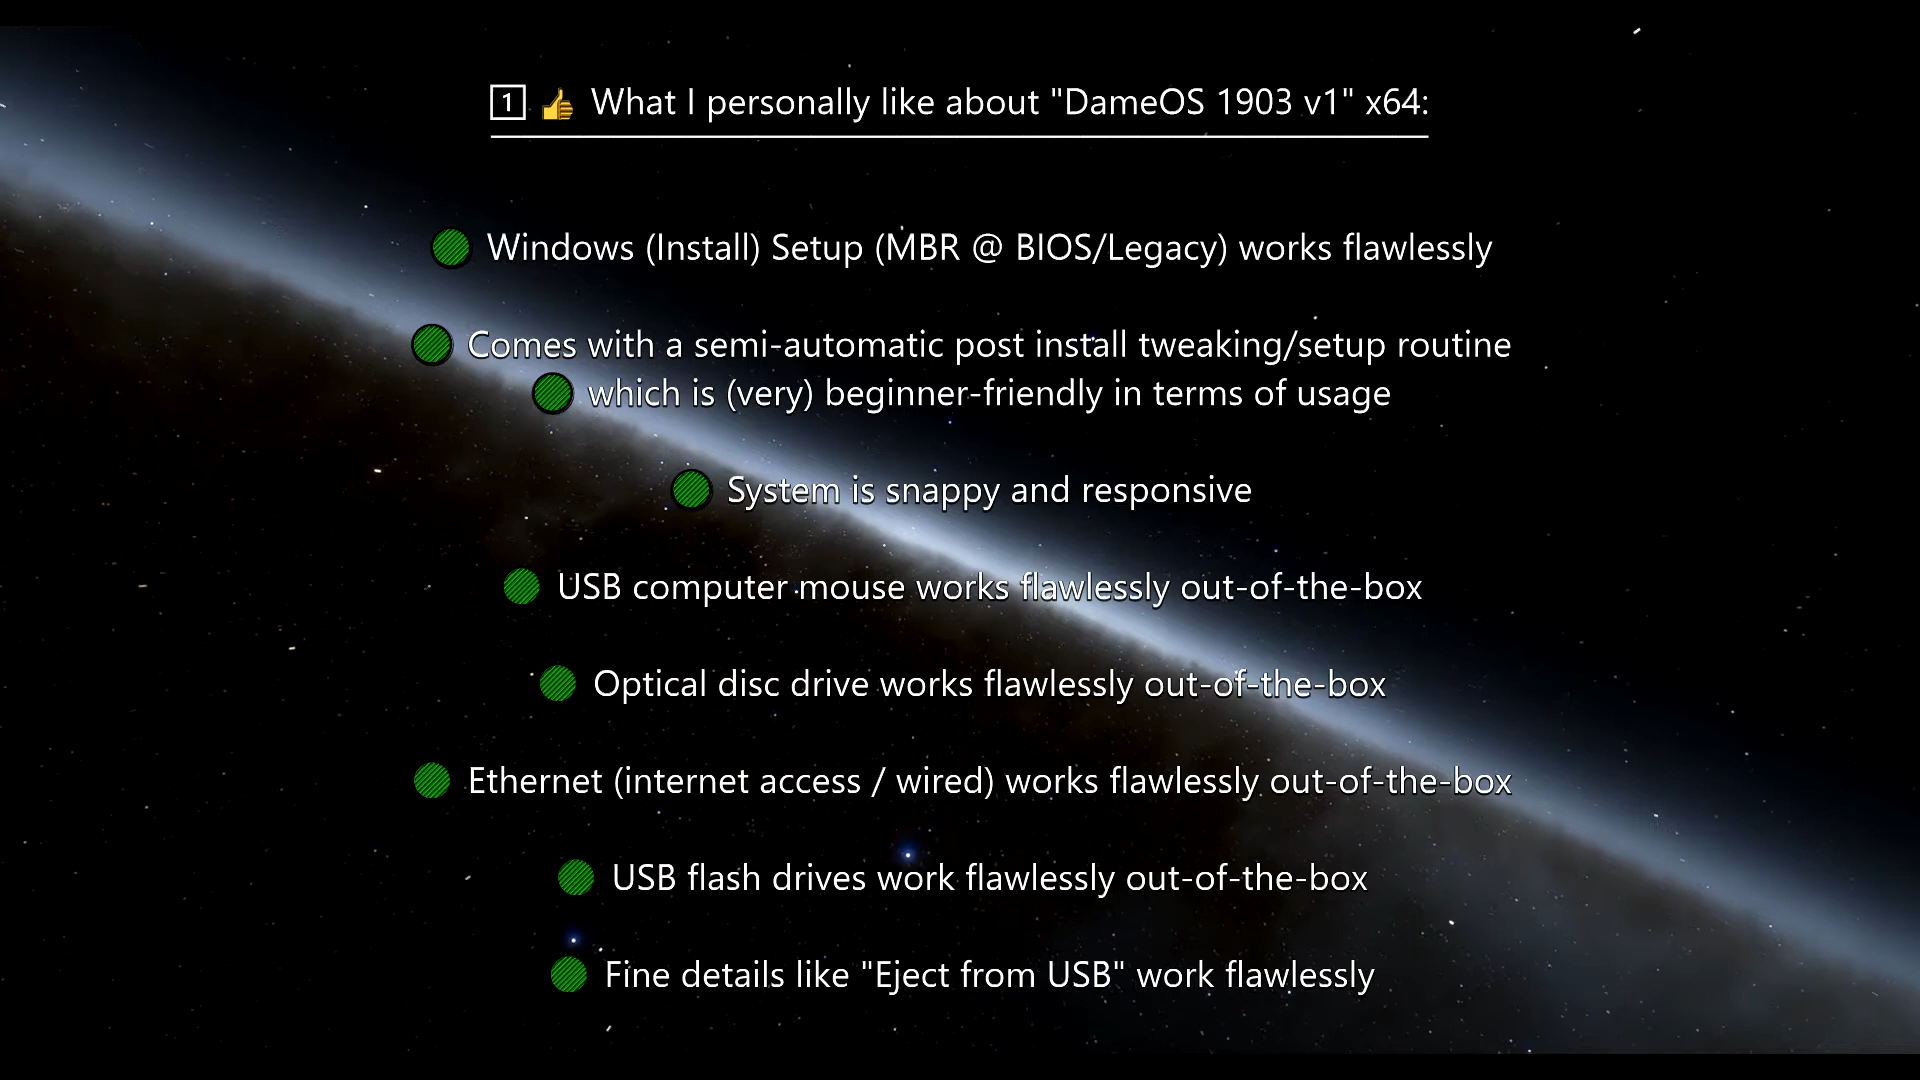 1 👍 What I personally like about "DameOS 1903 v1" x64:
Windows (Install) Setup (MBR @ BIOS/Legacy) works flawlessly
Comes with a semi-automatic post install tweaking/setup routine
which is (very) beginner-friendly in terms of usage
System is snappy and responsive
USB computer mouse works flawlessly out-of-the-box
Optical disc drive works flawlessly out-of-the-box
Ethernet (internet access / wired) works flawlessly out-of-the-box
USB flash drives work flawlessly out-of-the-box
Fine details like "Eject from USB" work flawlessly